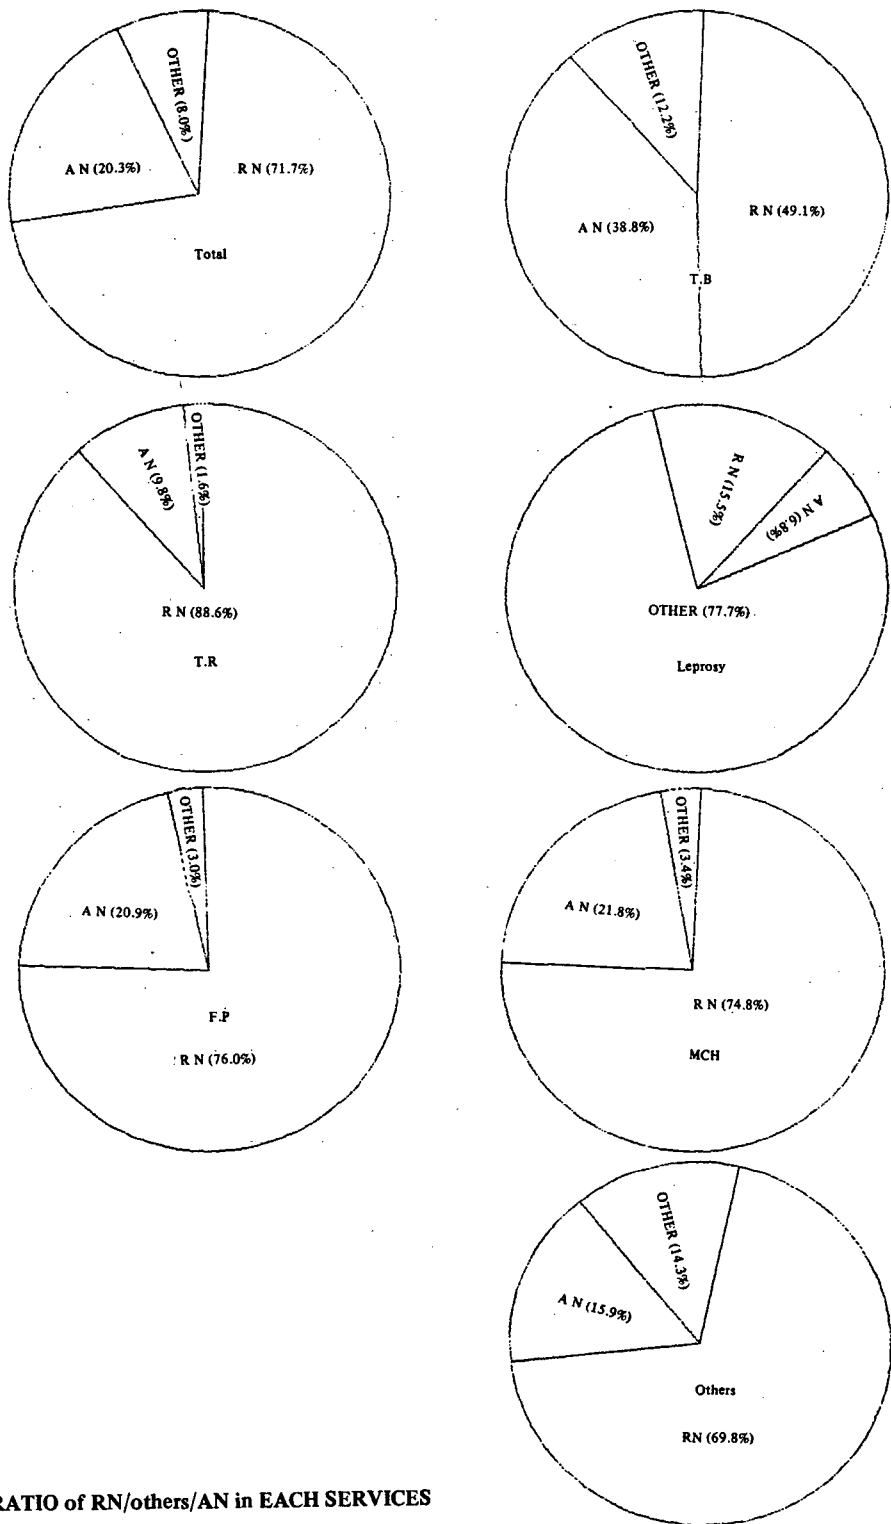 OTHER (8.0%)
A N (20.3%)
R N (71.7%)
Total
OTHER (12.2%)
A N (38.8%)
R N (49.1%)
T.B
OTHER (1.6%)
A N (9.8%)
R N (88.6%)
T.R
R N (15.5%)
A N (6.8%)
OTHER (77.7%)
Leprosy
OTHER (3.0%)
A N (20.9%)
F.P
R N (76.0%)
OTHER (3.4%)
A N (21.8%)
R N (74.8%)
MCH
OTHER (14.3%)
A N (15.9%)
Others
RN (69.8%)
RATIO of RN/others/AN in EACH SERVICES